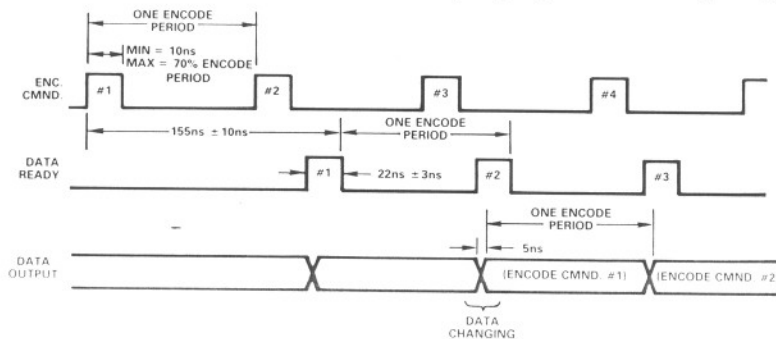 ONE ENCODE
PERIOD
MIN = 10ns
MAX = 70% ENCODE
PERIOD
ENC.
CMND.
#1
#2
#3
#4
155ns ± 10ns
ONE ENCODE
PERIOD
DATA
READY
#1
22ns ± 3ns
#2
#3
ONE ENCODE
PERIOD
5ns
DATA
OUTPUT
(ENCODE CMND. #1)
(ENCODE CMND. #2
DATA
CHANGING